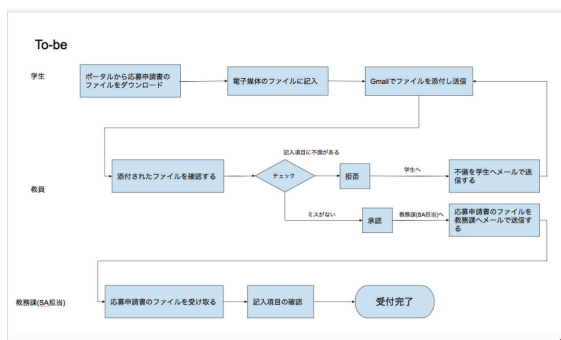 To-be
学生
ポータルから応募申請書の
ファイルをダウンロード
電子媒体のファイルに記入
Gmailでファイルを添付し送信
教員
添付されたファイルを確認する
チェック
記入項目に不備がある
拒否
学生へ
不備を学生へメールで送
信する
ミスがない
承認
教務課(SA担当)へ
応募申請書のファイルを
教務課へメールで送信す
る
教務課(SA担当)
応募申請書のファイルを受け取る
記入項目の確認
受付完了